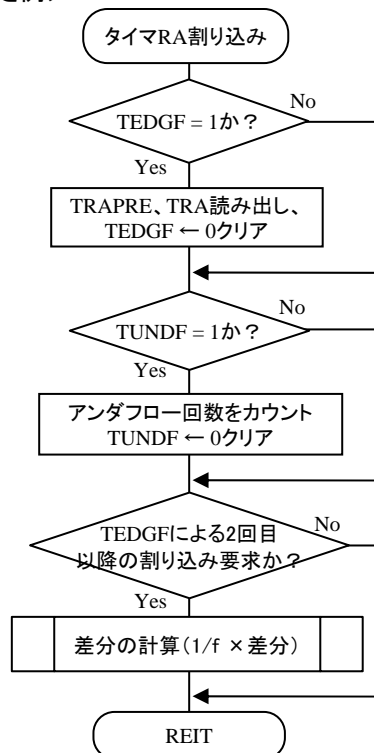 タイマRA割り込み
TEDGF = 1か？
No
Yes
TRAPRE、TRA読み出し、
TEDGF ← 0クリア
TUNDF = 1か？
No
Yes
アンダフロー回数をカウント
TUNDF ← 0クリア
TEDGFによる2回目
以降の割り込み要求か？
No
Yes
差分の計算（1/f × 差分）
REIT